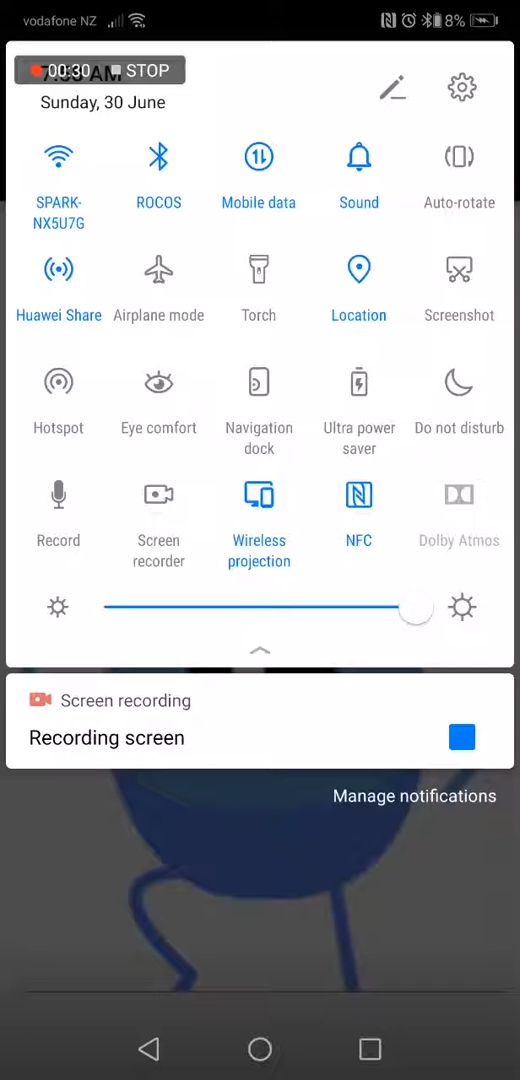 vodafone NZ 8%
00:30 STOP
Sunday, 30 June
SPARK-
NX5U7G
ROCOS
Mobile data
Sound
Auto-rotate
Huawei Share
Airplane mode
Torch
Location
Screenshot
Hotspot
Eye comfort
Navigation
dock
Ultra power
saver
Do not disturb
Record
Screen
recorder
Wireless
projection
NFC
Dolby Atmos
Screen recording
Recording screen
Manage notifications